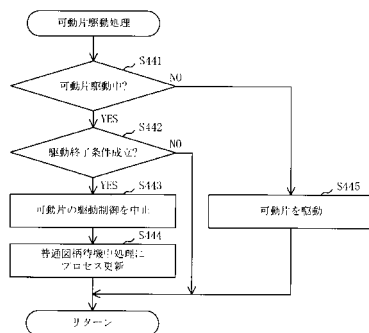 可動片駆動処理
S441
可動片駆動中?
NO
YES
S442
駆動終了条件成立?
NO
YES
S443
可動片の駆動制御を中止
S445
可動片を駆動
S444
普通図柄待機中処理に
プロセス更新
リターン